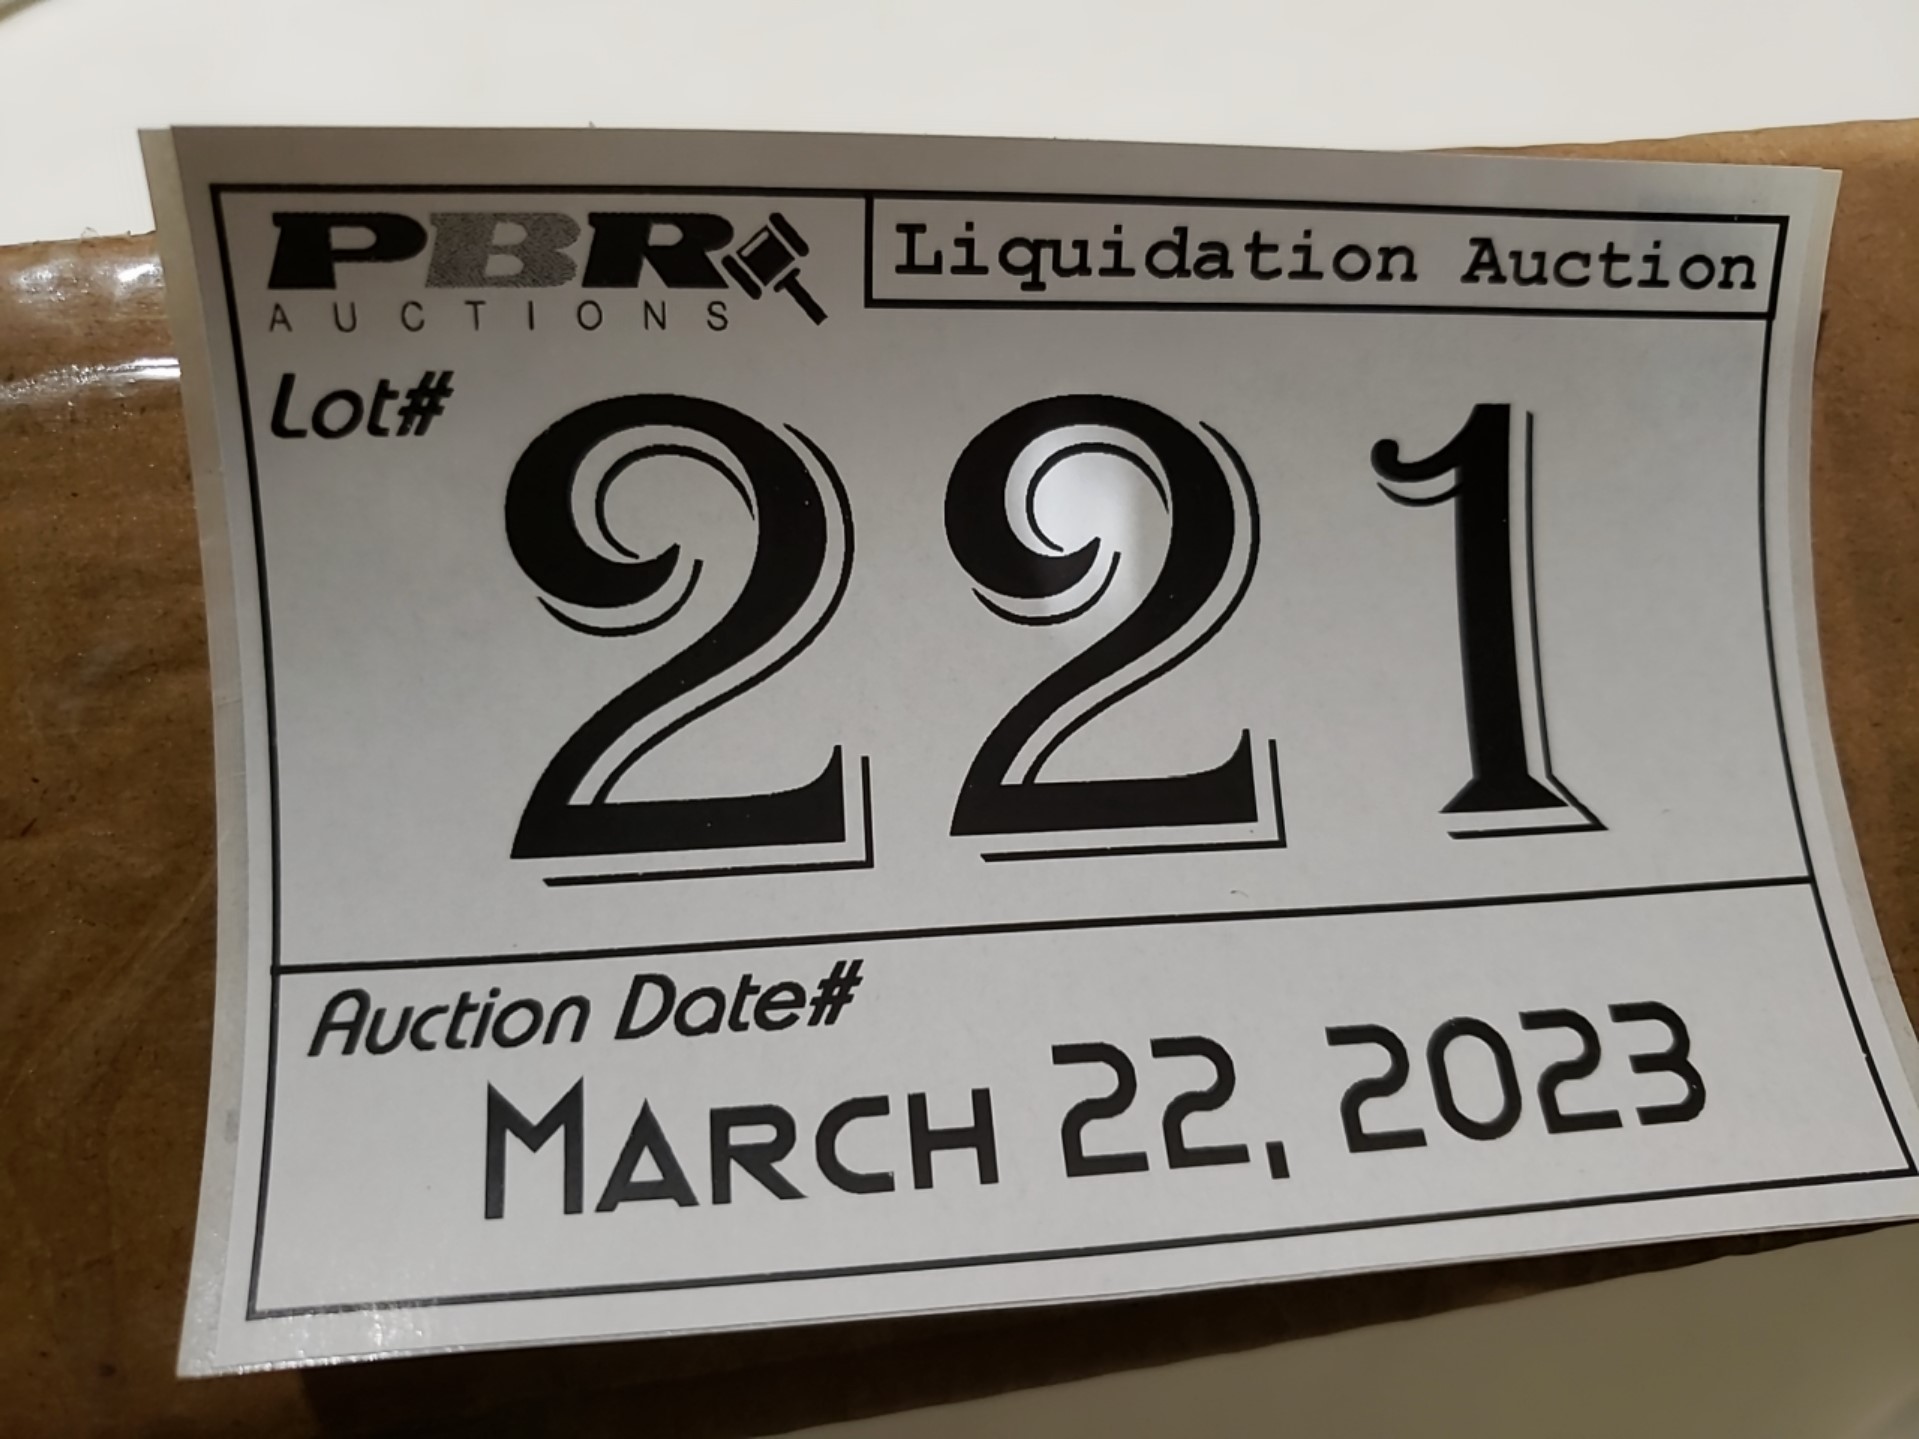 PBR
AUCTIONS
Liquidation Auction
Lot#
221
Auction Date#
MARCH 22, 2023